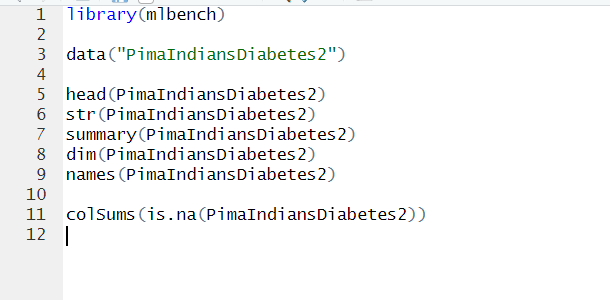 1 library(mlbench)
2
3 data("PimaIndiansDiabetes2")
4
5 head(PimaIndiansDiabetes2)
6 str(PimaIndiansDiabetes2)
7 summary(PimaIndiansDiabetes2)
8 dim(PimaIndiansDiabetes2)
9 names(PimaIndiansDiabetes2)
10
11 colSums(is.na(PimaIndiansDiabetes2))
12